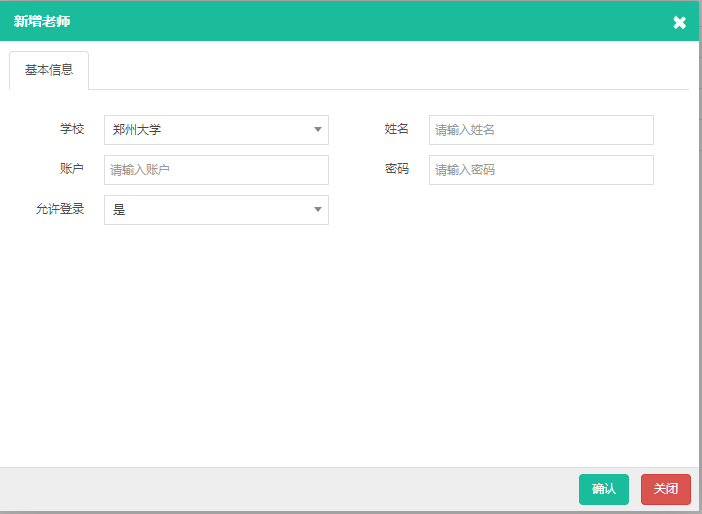 新增老师
基本信息
学校 郑州大学 姓名 请输入姓名
账户 请输入账户 密码 请输入密码
允许登录 是
确认 关闭